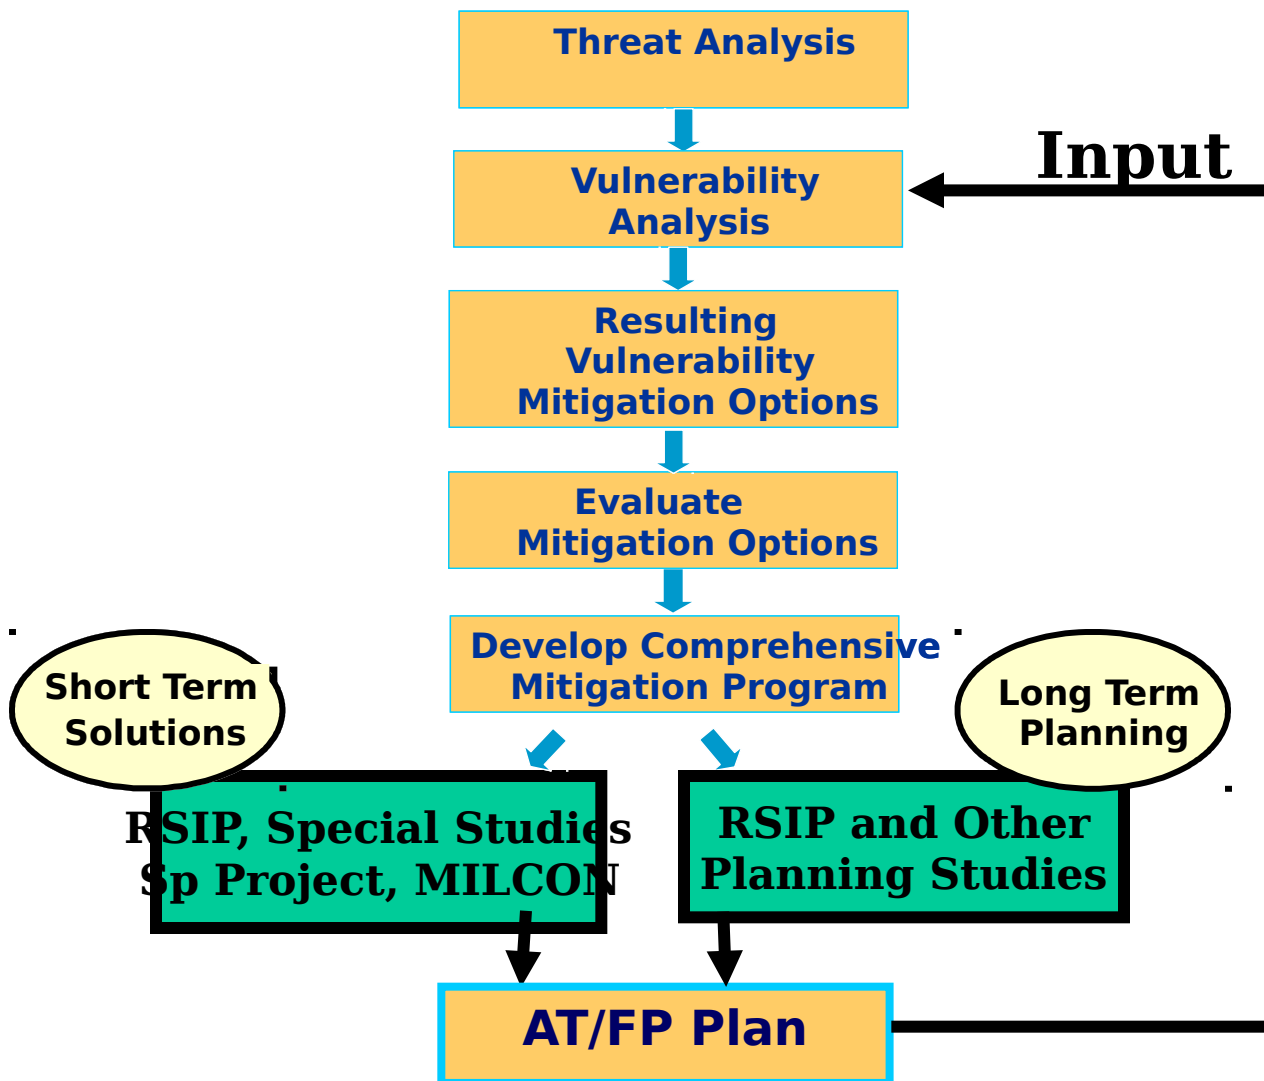 Threat Analysis
Input
Vulnerability
Analysis
Resulting
Vulnerability
Mitigation Options
Evaluate
Mitigation Options
Develop Comprehensive
Mitigation Program
Short Term
Solutions
Long Term
Planning
RSIP, Special Studies
Sp Project, MILCON
RSIP and Other
Planning Studies
AT/FP Plan